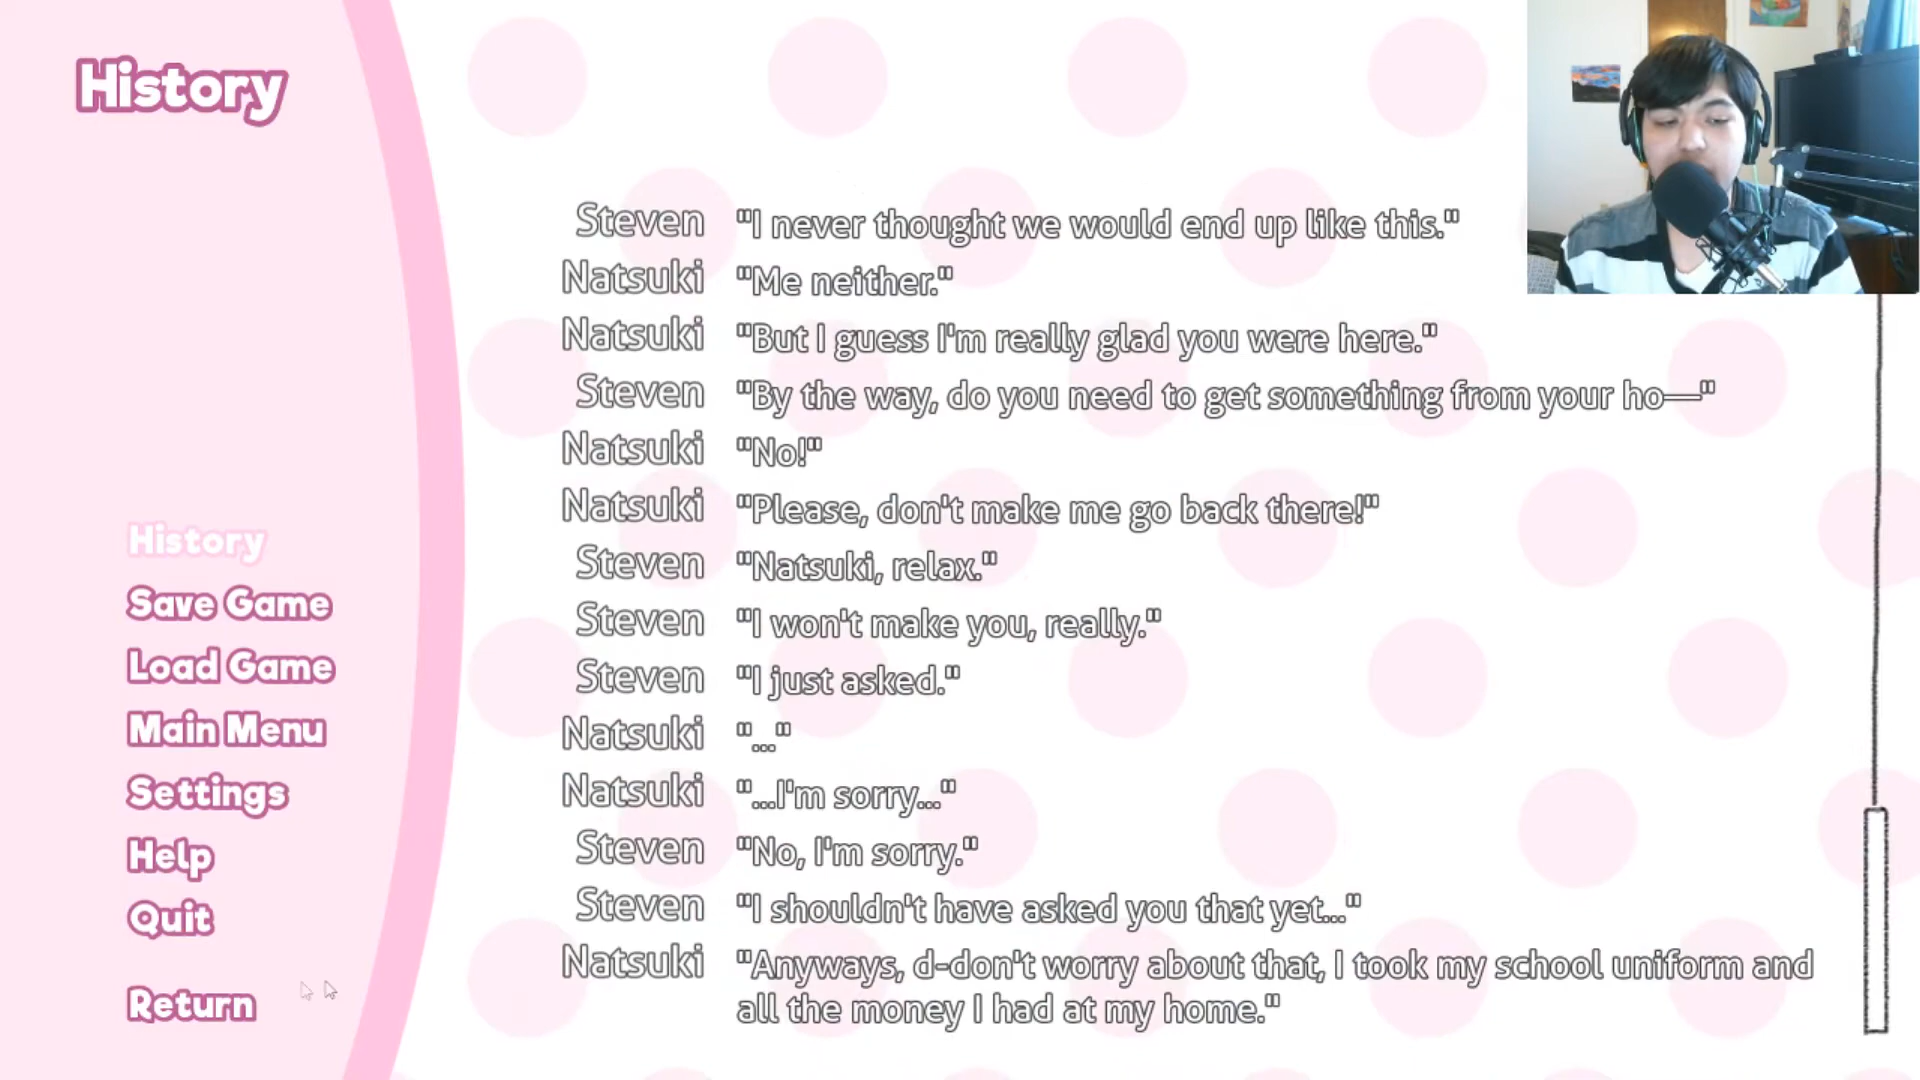 History
Steven "I never thought we would end up like this."
Natsuki "Me neither."
Natsuki "But I guess I'm really glad you were here."
Steven "By the way, do you need to get something from your ho—"
Natsuki "No!"
Natsuki "Please, don't make me go back there!"
Steven "Natsuki, relax."
Steven "I won't make you, really."
Steven "I just asked."
Natsuki "..."
Natsuki "...I'm sorry..."
Steven "No, I'm sorry."
Steven "I shouldn't have asked you that yet..."
Natsuki "Anyways, d-don't worry about that, I took my school uniform and
all the money I had at my home."
History
Save Game
Load Game
Main Menu
Settings
Help
Quit
Return